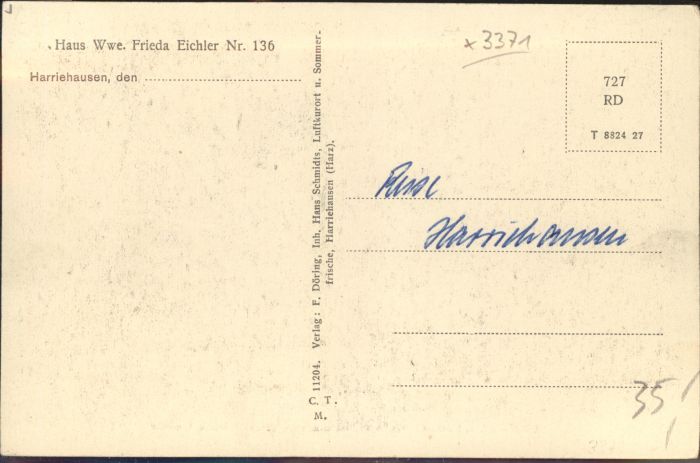 Haus Wwe. Frieda Eichler Nr. 136
Harriehausen, den
11204. Verlag: F. Döring, Inh. Hans Schmidts, Luftkurort u. Sommer-
frische, Harriehausen (Harz).
C. T.
M.
x 3371
727
RD
T 8824 27
Harriehausen
35,